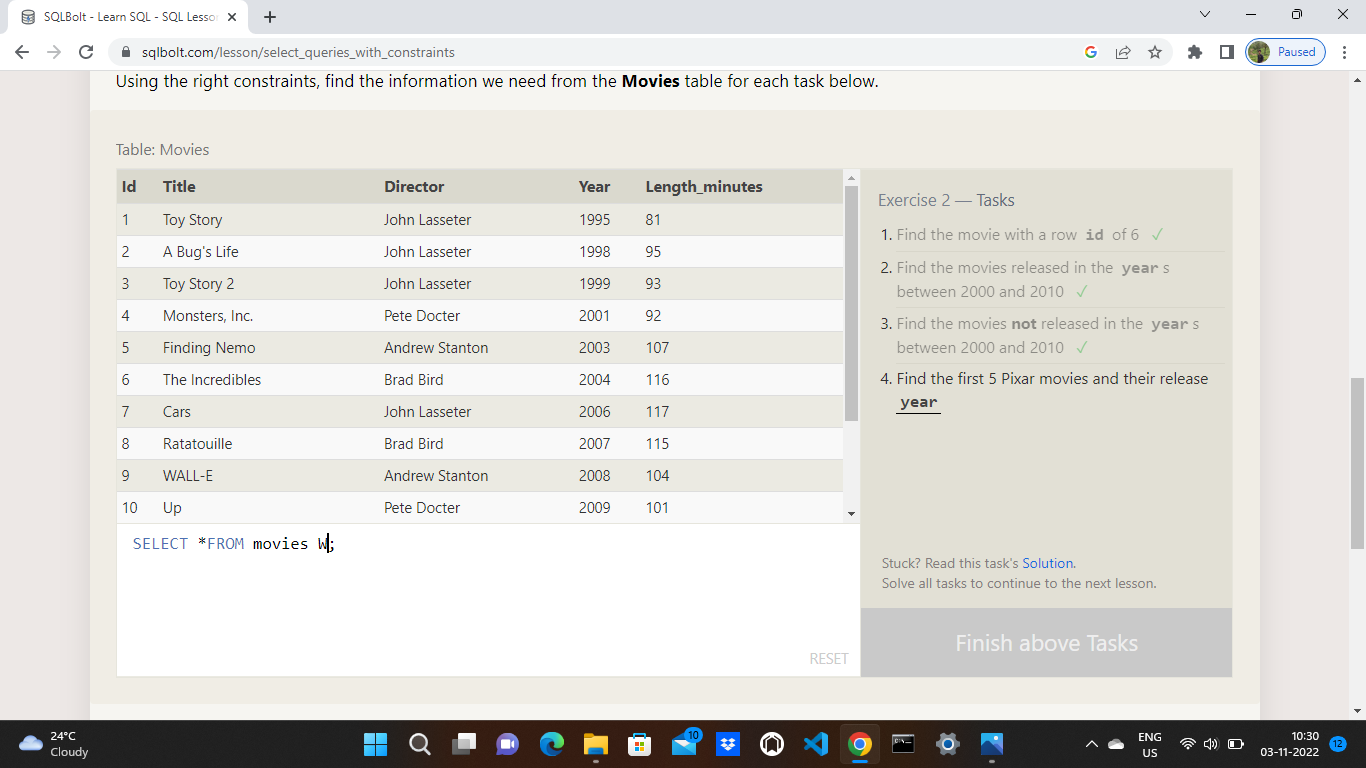 SQLBolt - Learn SQL - SQL Lesson
sqlbolt.com/lesson/select_queries_with_constraints
Paused
Using the right constraints, find the information we need from the Movies table for each task below.
Table: Movies
Id Title Director Year Length_minutes
1 Toy Story John Lasseter 1995 81
2 A Bug's Life John Lasseter 1998 95
3 Toy Story 2 John Lasseter 1999 93
4 Monsters, Inc. Pete Docter 2001 92
5 Finding Nemo Andrew Stanton 2003 107
6 The Incredibles Brad Bird 2004 116
7 Cars John Lasseter 2006 117
8 Ratatouille Brad Bird 2007 115
9 WALL-E Andrew Stanton 2008 104
10 Up Pete Docter 2009 101
SELECT *FROM movies W;
RESET
Exercise 2 — Tasks
1. Find the movie with a row id of 6 ✓
2. Find the movies released in the year s
between 2000 and 2010 ✓
3. Find the movies not released in the year s
between 2000 and 2010 ✓
4. Find the first 5 Pixar movies and their release
year
Stuck? Read this task's Solution.
Solve all tasks to continue to the next lesson.
Finish above Tasks
24°C
Cloudy
10
ENG
US
10:30
03-11-2022
12